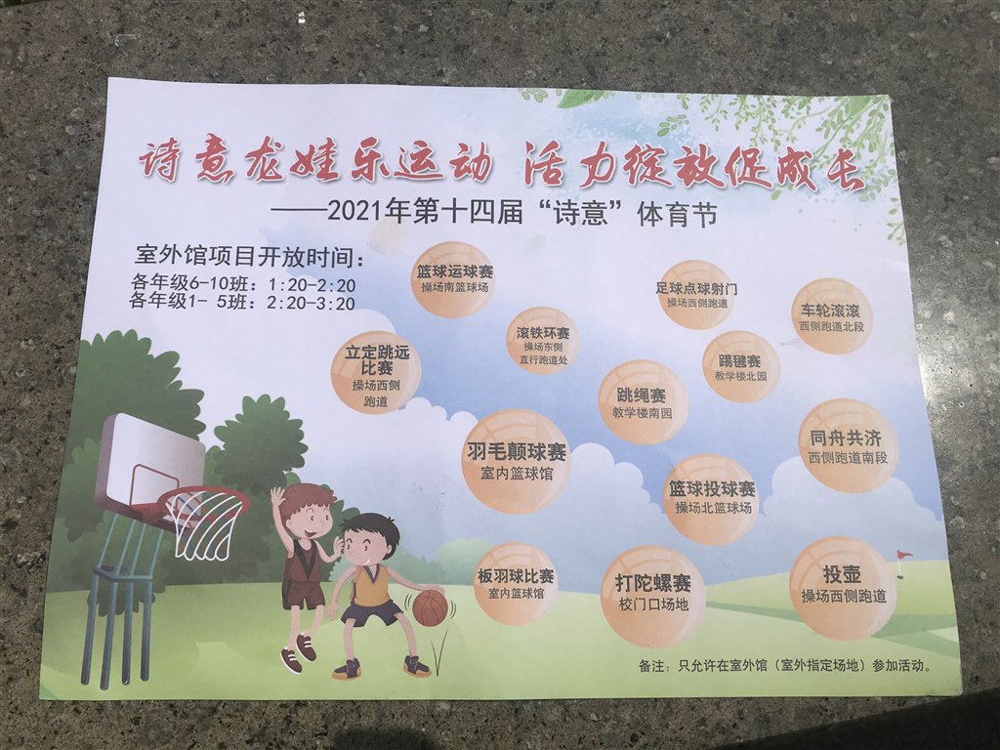 诗意龙娃乐运动 活力绽放促成长
——2021年第十四届“诗意”体育节
室外馆项目开放时间：
各年级6-10班：1:20-2:20
各年级1- 5班：2:20-3:20
篮球运球赛
操场南篮球场
足球点球射门
操场西侧跑道
车轮滚滚
西侧跑道北段
滚铁环赛
操场东侧
直行跑道处
立定跳远
比赛
操场西侧
跑道
踢毽赛
教学楼北园
跳绳赛
教学楼南园
羽毛颠球赛
室内篮球馆
同舟共济
西侧跑道南段
篮球投球赛
操场北篮球场
板羽球比赛
室内篮球馆
打陀螺赛
校门口场地
投壶
操场西侧跑道
备注：只允许在室外馆（室外指定场地）参加活动。